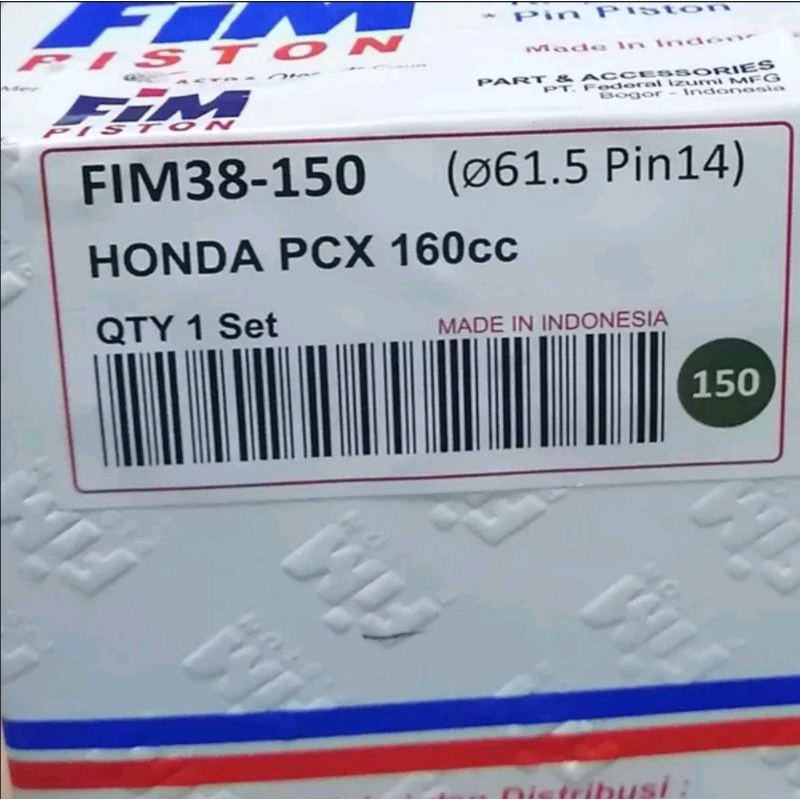 FIM
PISTON
* Pin Piston
Made In
PART & ACCESSORIES
PT. Federal Izumi MFG
Bogor - Indonesia
FiM
PISTON
FIM38-150 (ø61.5 Pin14)
HONDA PCX 160cc
QTY 1 Set
MADE IN INDONESIA
150
dan Distribusi :